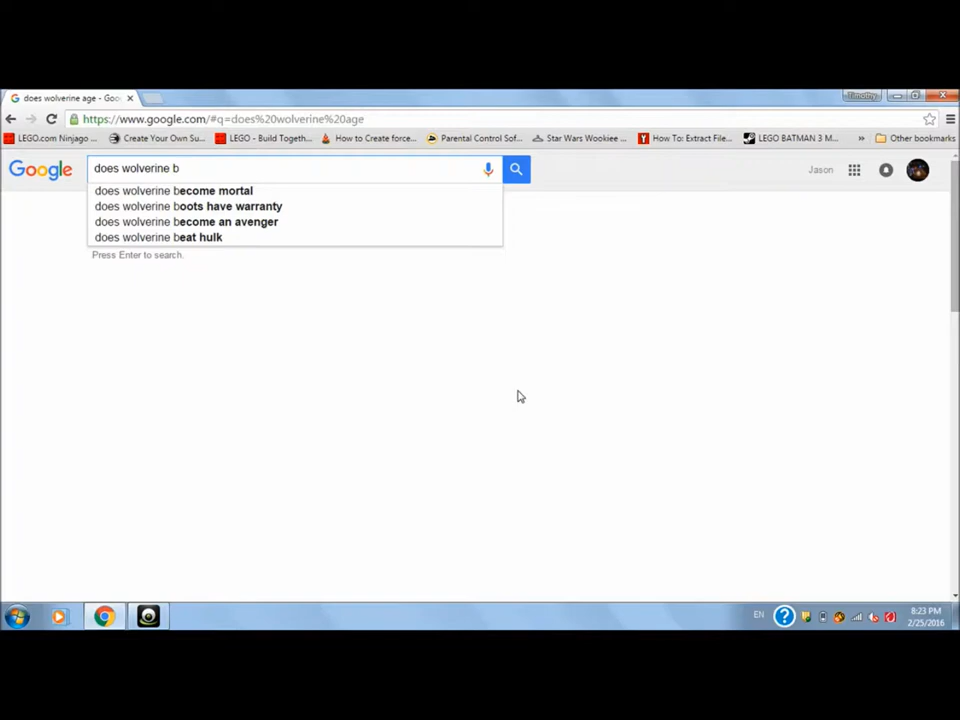 does wolverine age - Goo
Timothy
https://www.google.com/#q=does%20wolverine%20age
LEGO.com Ninjago
Create Your Own Su...
LEGO - Build Togeth...
How to Create force...
Parental Control Sof...
Star Wars Wookiee ...
How To: Extract File...
LEGO BATMAN 3 M...
»
Other bookmarks
Google
does wolverine b
Jason
does wolverine become mortal
does wolverine boots have warranty
does wolverine become an avenger
does wolverine beat hulk
Press Enter to search.
EN
8:23 PM
2/25/2016